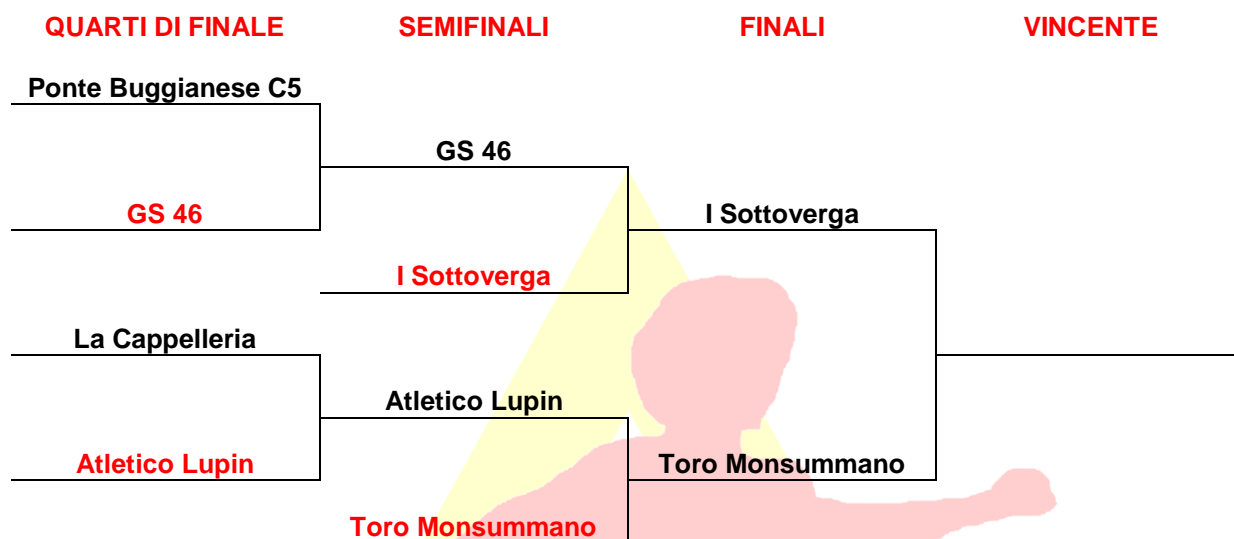 QUARTI DI FINALE SEMIFINALI FINALI VINCENTE
Ponte Buggianese C5
GS 46
GS 46 I Sottoverga
I Sottoverga
La Cappelleria
Atletico Lupin
Atletico Lupin Toro Monsummano
Toro Monsummano